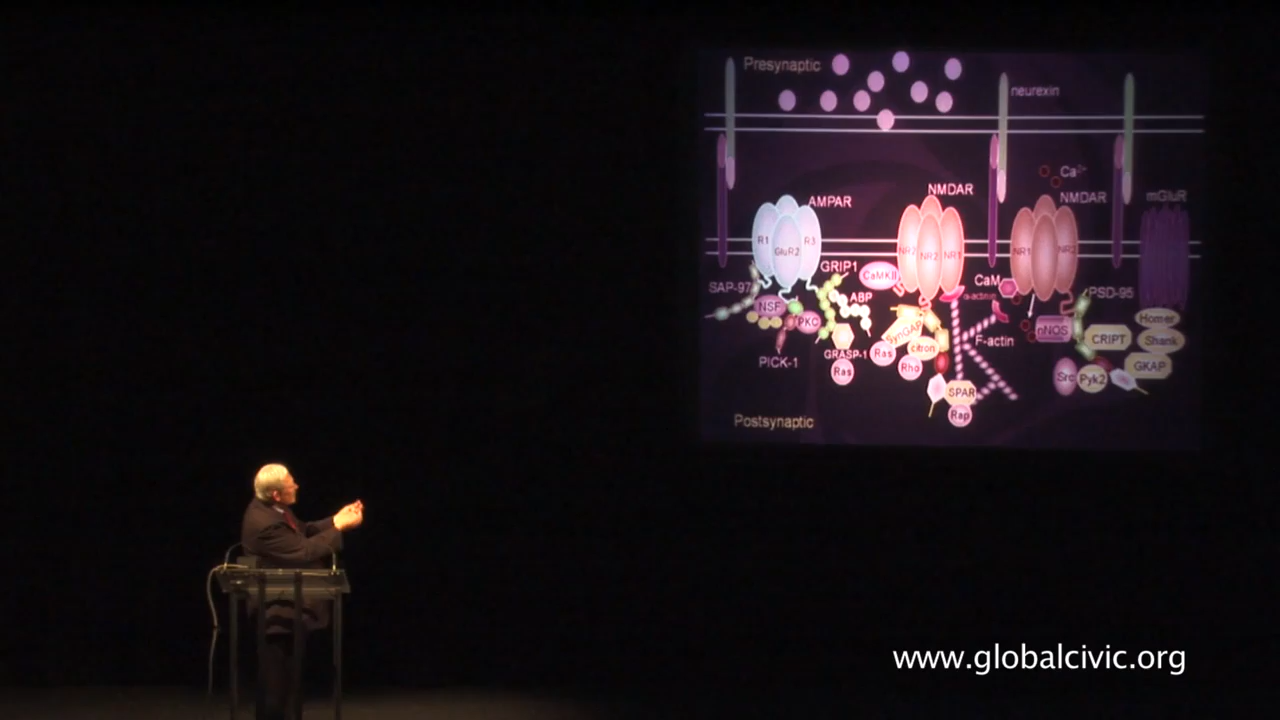 Presynaptic
neurexin
Ca2+
NMDAR
AMPAR
NMDAR
mGluR
R1
GluR2
R3
NR2
NR2
NR1
NR1
NR2
GRIP1
CaMKII
CaM
SAP-97
NSF
ABP
α-actinin
PSD-95
PKC
SynGAP
F-actin
nNOS
CRIPT
Homer
Shank
PICK-1
GRASP-1
Ras
Ras
citron
Rho
GKAP
Src
Pyk2
SPAR
Rap
Postsynaptic
www.globalcivic.org